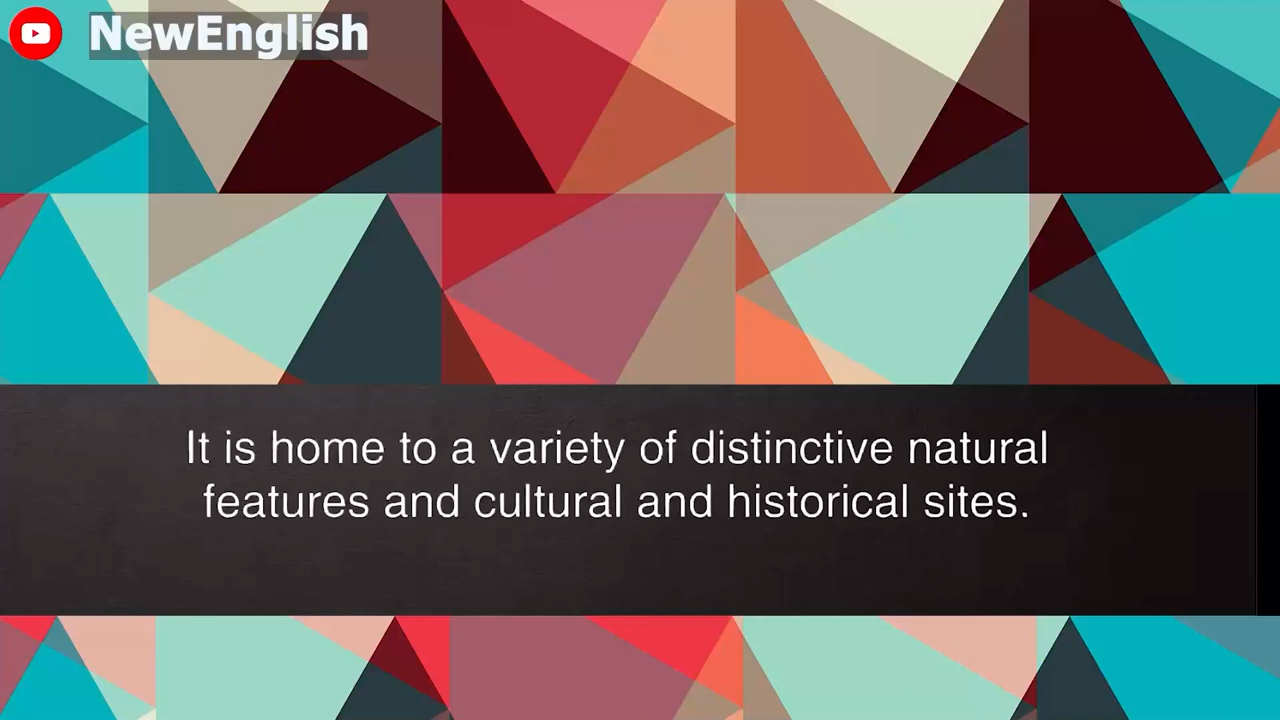 NewEnglish
It is home to a variety of distinctive natural
features and cultural and historical sites.